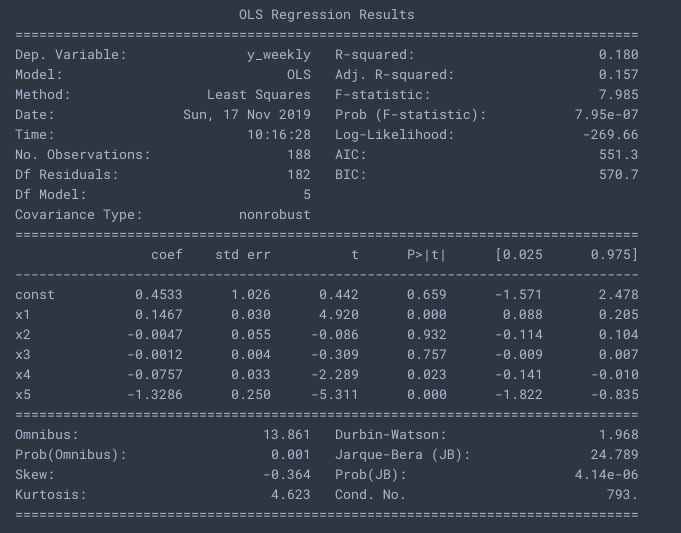 OLS Regression Results
==============================================================================
Dep. Variable:               y_weekly   R-squared:                       0.180
Model:                            OLS   Adj. R-squared:                  0.157
Method:                 Least Squares   F-statistic:                     7.985
Date:                Sun, 17 Nov 2019   Prob (F-statistic):           7.95e-07
Time:                        10:16:28   Log-Likelihood:                -269.66
No. Observations:                 188   AIC:                             551.3
Df Residuals:                     182   BIC:                             570.7
Df Model:                           5
Covariance Type:            nonrobust
==============================================================================
                 coef    std err          t      P>|t|      [0.025      0.975]
------------------------------------------------------------------------------
const          0.4533      1.026      0.442      0.659      -1.571       2.478
x1             0.1467      0.030      4.920      0.000       0.088       0.205
x2            -0.0047      0.055     -0.086      0.932      -0.114       0.104
x3            -0.0012      0.004     -0.309      0.757      -0.009       0.007
x4            -0.0757      0.033     -2.289      0.023      -0.141      -0.010
x5            -1.3286      0.250     -5.311      0.000      -1.822      -0.835
==============================================================================
Omnibus:                       13.861   Durbin-Watson:                   1.968
Prob(Omnibus):                  0.001   Jarque-Bera (JB):               24.789
Skew:                          -0.364   Prob(JB):                     4.14e-06
Kurtosis:                       4.623   Cond. No.                         793.
==============================================================================